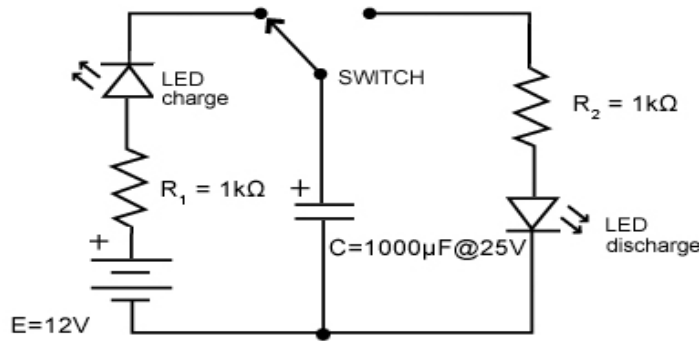 LED
charge
SWITCH
R₂ = 1kΩ
+
R₁ = 1kΩ
+
C=1000µF@25V
LED
discharge
E=12V